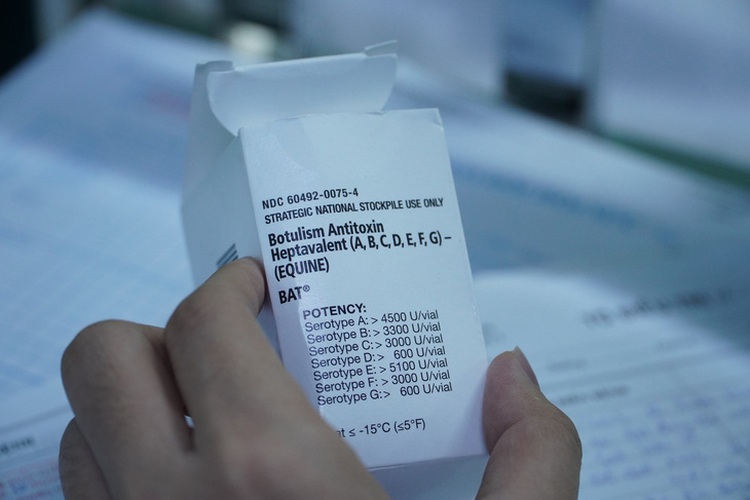 NDC 60492-0075-4
STRATEGIC NATIONAL STOCKPILE USE ONLY
Botulism Antitoxin
Heptavalent (A, B, C, D, E, F, G) –
(EQUINE)
BAT®
POTENCY:
Serotype A: > 4500 U/vial
Serotype B: > 3300 U/vial
Serotype C: > 3000 U/vial
Serotype D: > 600 U/vial
Serotype E: > 5100 U/vial
Serotype F: > 3000 U/vial
Serotype G: > 600 U/vial
≤ -15°C (≤5°F)